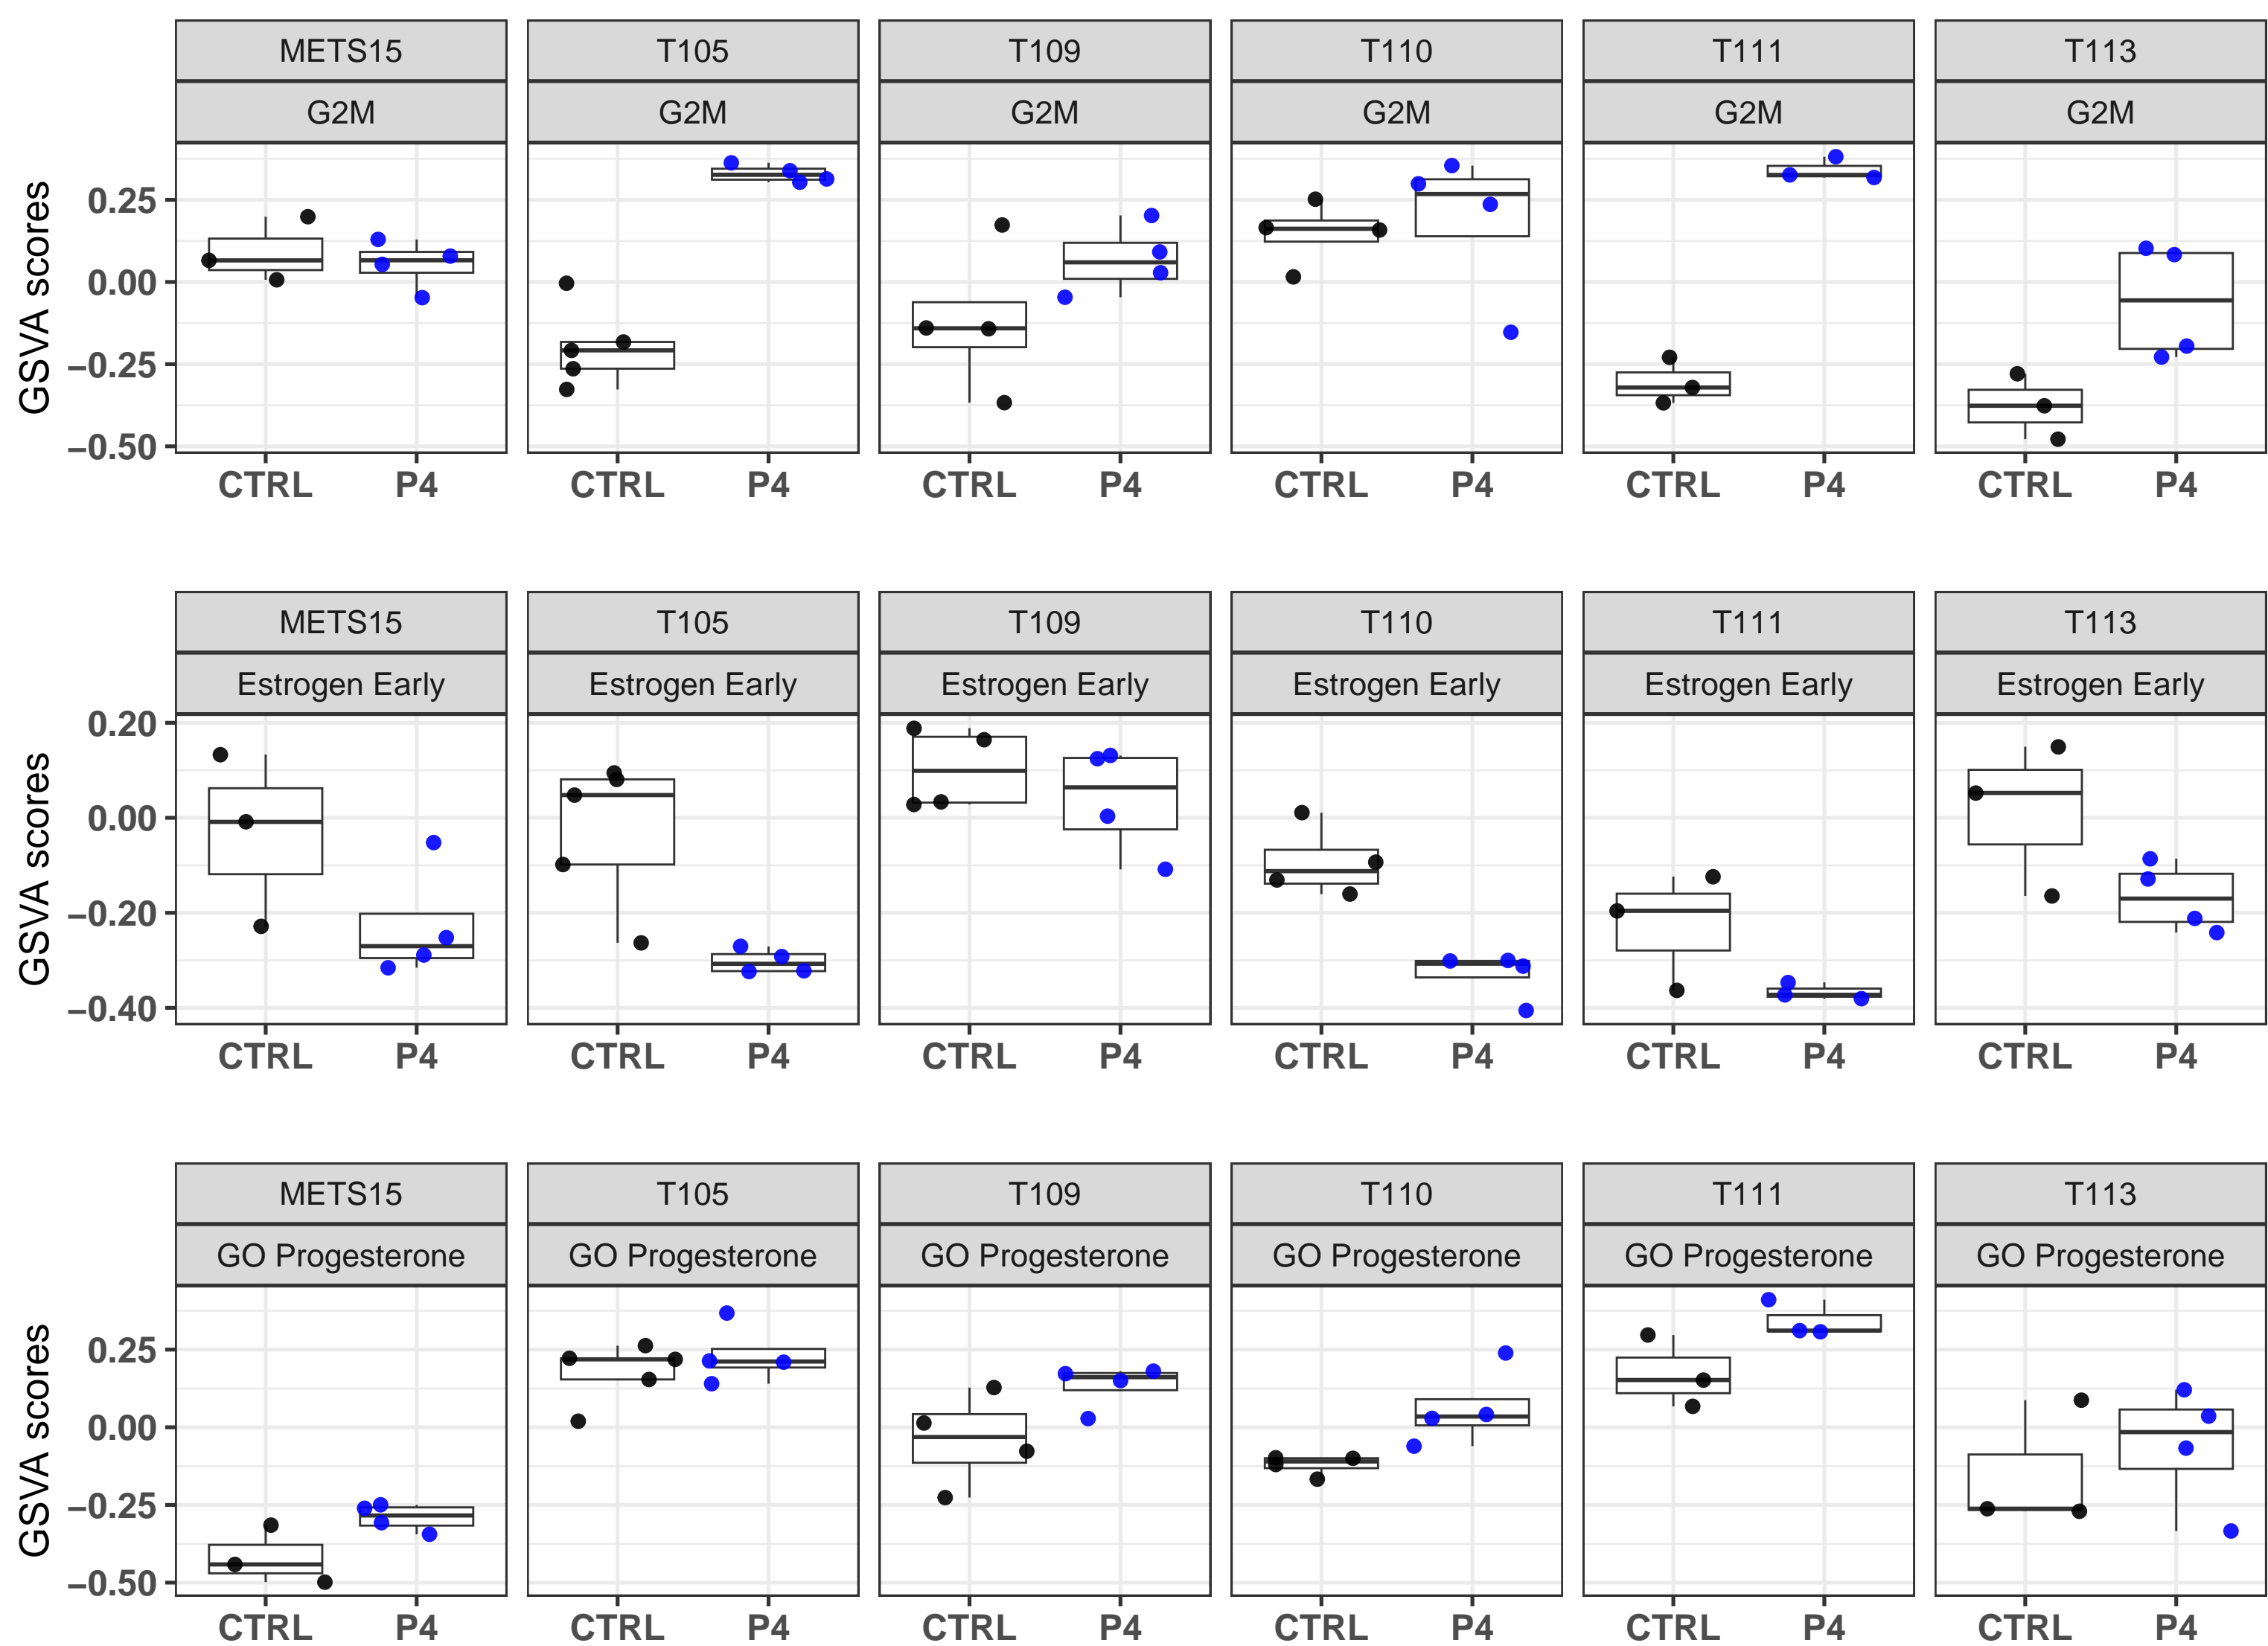 METS15 T105 T109 T110 T111 T113
G2M G2M G2M G2M G2M G2M
GSVA scores
0.25
0.00
−0.25
−0.50
CTRL P4 CTRL P4 CTRL P4 CTRL P4 CTRL P4 CTRL P4
METS15 T105 T109 T110 T111 T113
Estrogen Early Estrogen Early Estrogen Early Estrogen Early Estrogen Early Estrogen Early
GSVA scores
0.20
0.00
−0.20
−0.40
CTRL P4 CTRL P4 CTRL P4 CTRL P4 CTRL P4 CTRL P4
METS15 T105 T109 T110 T111 T113
GO Progesterone GO Progesterone GO Progesterone GO Progesterone GO Progesterone GO Progesterone
GSVA scores
0.25
0.00
−0.25
−0.50
CTRL P4 CTRL P4 CTRL P4 CTRL P4 CTRL P4 CTRL P4